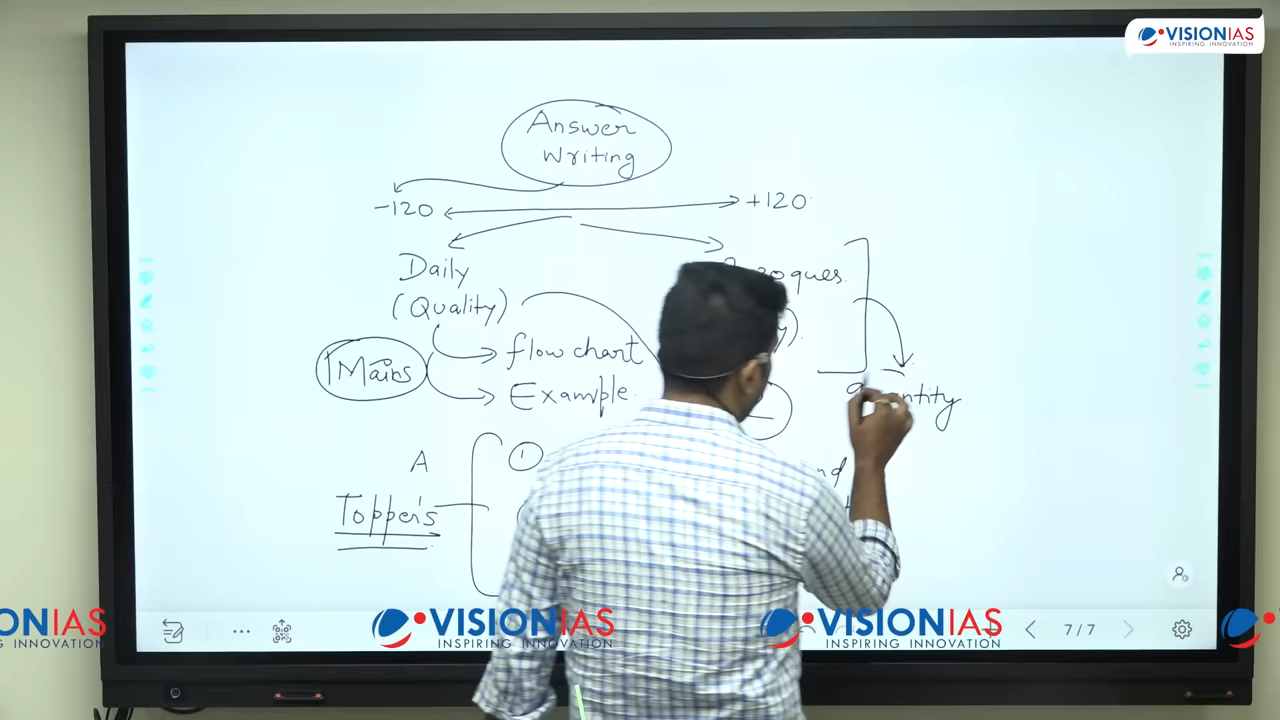 VISIONIAS
INSPIRING INNOVATION
Answer
Writing
-120
+120
Daily
(Quality)
ques.
flow chart
Mains
Example
Quantity
A
1
Topper's
VISIONIAS
INSPIRING INNOVATION
VISIONIAS
INSPIRING INNOVATION
7/7